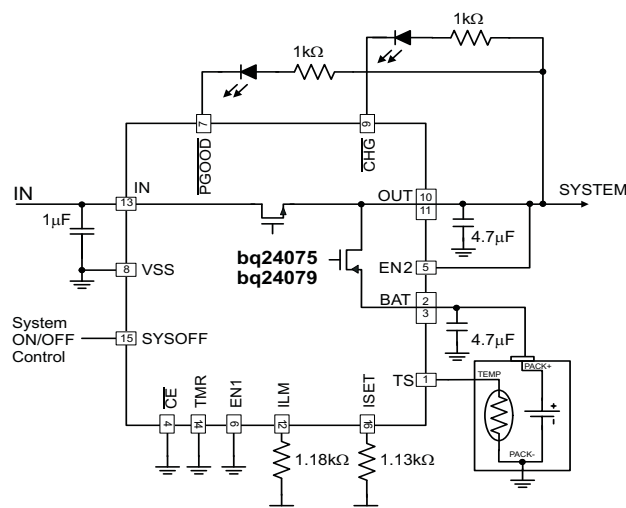 1kΩ
1kΩ
7
9
PGOOD
CHG
IN
IN
13
OUT
10
11
SYSTEM
1μF
4.7μF
bq24075
bq24079
EN2
5
8
VSS
BAT
2
3
System
ON/OFF
Control
15
SYSOFF
4.7μF
TS
1
TEMP
PACK+
+
-
PACK-
CE
TMR
EN1
ILM
ISET
4
14
6
12
16
1.18kΩ
1.13kΩ